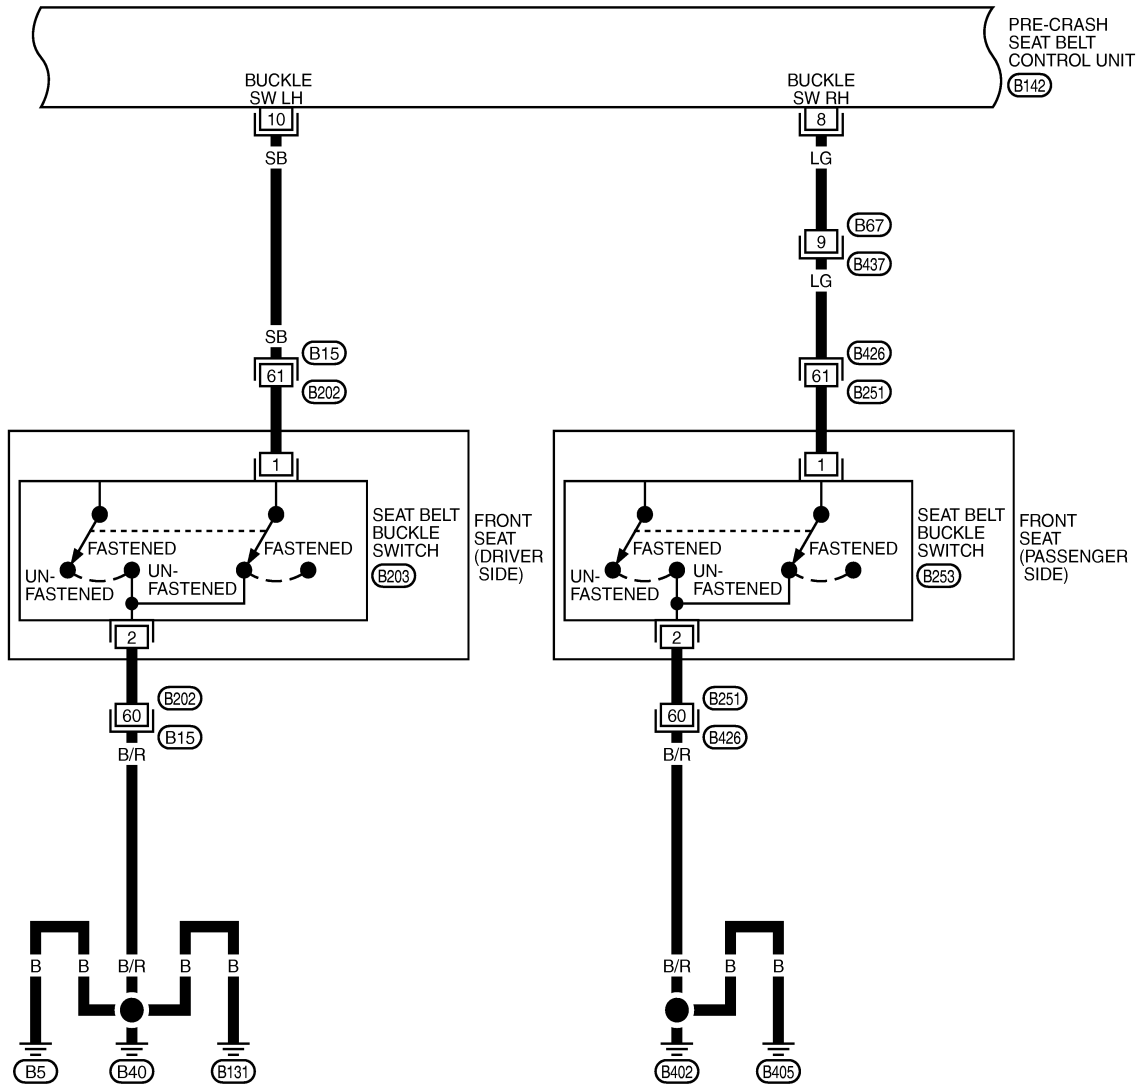 PRE-CRASH
SEAT BELT
CONTROL UNIT
B142
BUCKLE
SW LH
BUCKLE
SW RH
10
8
SB
LG
B67
9
B437
LG
SB
B15
61
B202
B426
61
B251
1
1
FASTENED
FASTENED
UN-
FASTENED
UN-
FASTENED
SEAT BELT
BUCKLE
SWITCH
B203
FRONT
SEAT
(DRIVER
SIDE)
FASTENED
FASTENED
UN-
FASTENED
UN-
FASTENED
SEAT BELT
BUCKLE
SWITCH
B253
FRONT
SEAT
(PASSENGER
SIDE)
2
2
B202
60
B15
B/R
B251
60
B426
B/R
B
B
B/R
B
B
B/R
B
B
B5
B40
B131
B402
B405